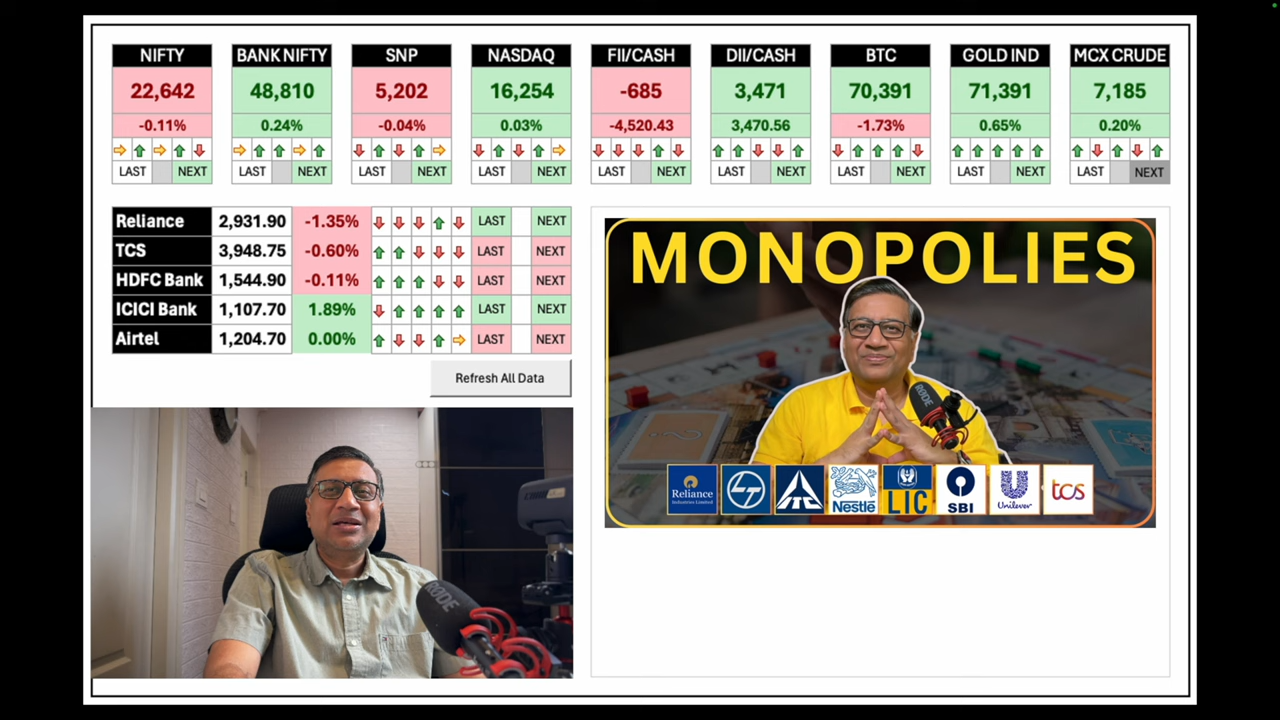 NIFTY BANK NIFTY SNP NASDAQ FII/CASH DII/CASH BTC GOLD IND MCX CRUDE
22,642 48,810 5,202 16,254 -685 3,471 70,391 71,391 7,185
-0.11% 0.24% -0.04% 0.03% -4,520.43 3,470.56 -1.73% 0.65% 0.20%
LAST NEXT LAST NEXT LAST NEXT LAST NEXT LAST NEXT LAST NEXT LAST NEXT LAST NEXT LAST NEXT
Reliance 2,931.90 -1.35% LAST NEXT
TCS 3,948.75 -0.60% LAST NEXT
HDFC Bank 1,544.90 -0.11% LAST NEXT
ICICI Bank 1,107.70 1.89% LAST NEXT
Airtel 1,204.70 0.00% LAST NEXT
Refresh All Data
MONOPOLIES
RØDE
Reliance
Industries Limited
LT
ITC
Nestle
LIC
SBI
Unilever
tcs
RØDE